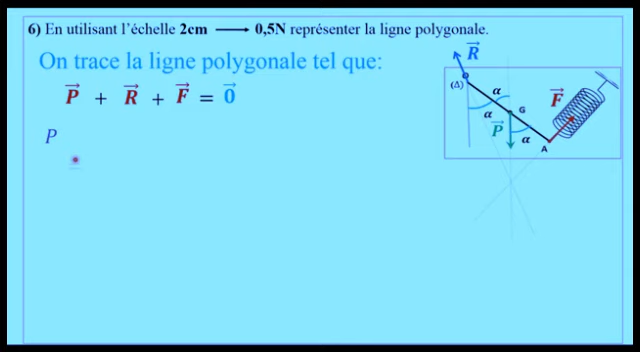 6) En utilisant l'échelle 2cm ⟶ 0,5N représenter la ligne polygonale.
On trace la ligne polygonale tel que:
P⃗ + R⃗ + F⃗ = 0⃗
P
R⃗
(Δ)
α
F⃗
G
α
P⃗
α
A